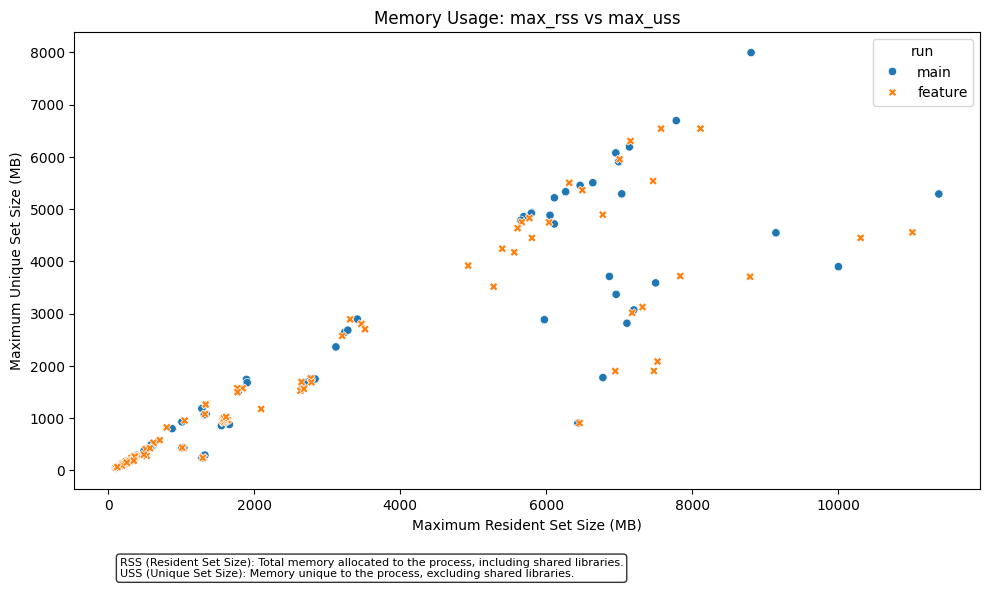 Memory Usage: max_rss vs max_uss
run
main
feature
Maximum Unique Set Size (MB)
8000
7000
6000
5000
4000
3000
2000
1000
0
0 2000 4000 6000 8000 10000
Maximum Resident Set Size (MB)
RSS (Resident Set Size): Total memory allocated to the process, including shared libraries.
USS (Unique Set Size): Memory unique to the process, excluding shared libraries.